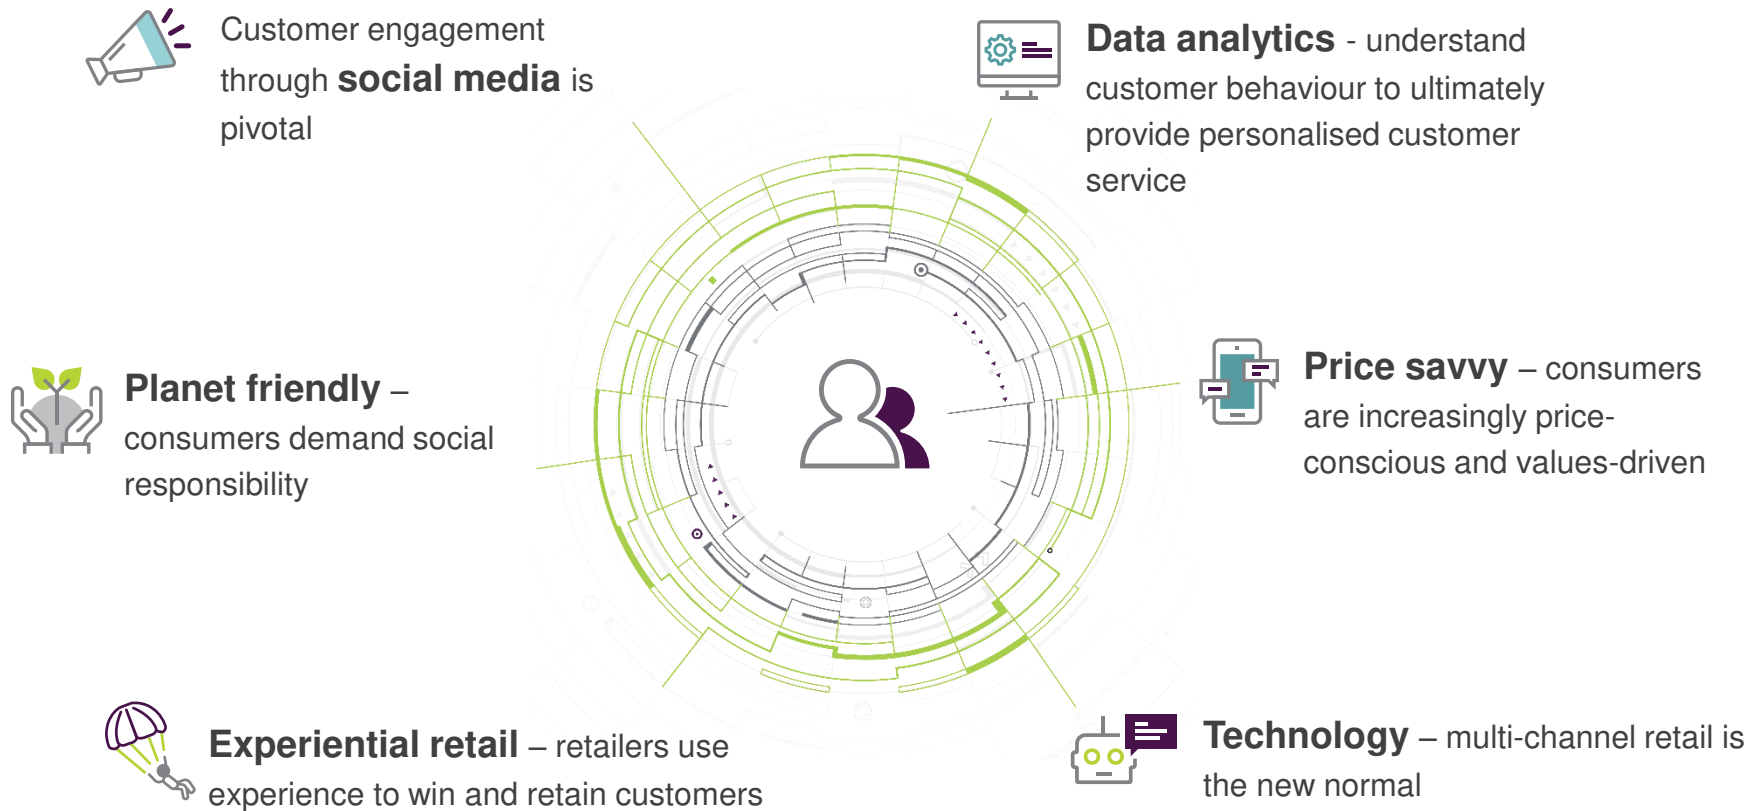 Customer engagement
through social media is
pivotal
Data analytics - understand
customer behaviour to ultimately
provide personalised customer
service
Planet friendly –
consumers demand social
responsibility
Price savvy – consumers
are increasingly price-
conscious and values-driven
Experiential retail – retailers use
experience to win and retain customers
Technology – multi-channel retail is
the new normal